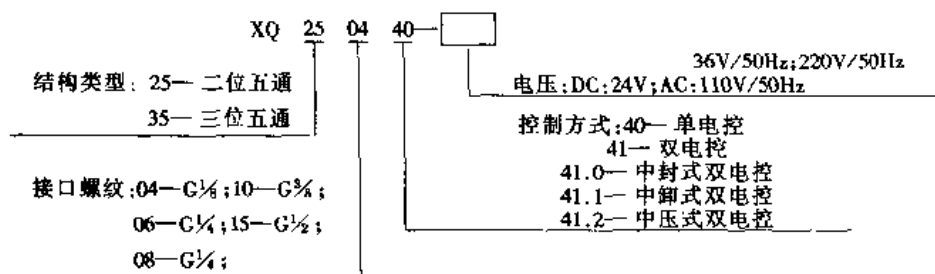 XQ 25 04 40—
36V/50Hz;220V/50Hz
电压:DC:24V;AC:110V/50Hz
结构类型:25—二位五通
35—三位五通
控制方式:40—单电控
41—双电控
41.0—中封式双电控
41.1—中卸式双电控
41.2—中压式双电控
接口螺纹:04—G⅛;10—G⅜;
06—G¼;15—G½;
08—G¼;